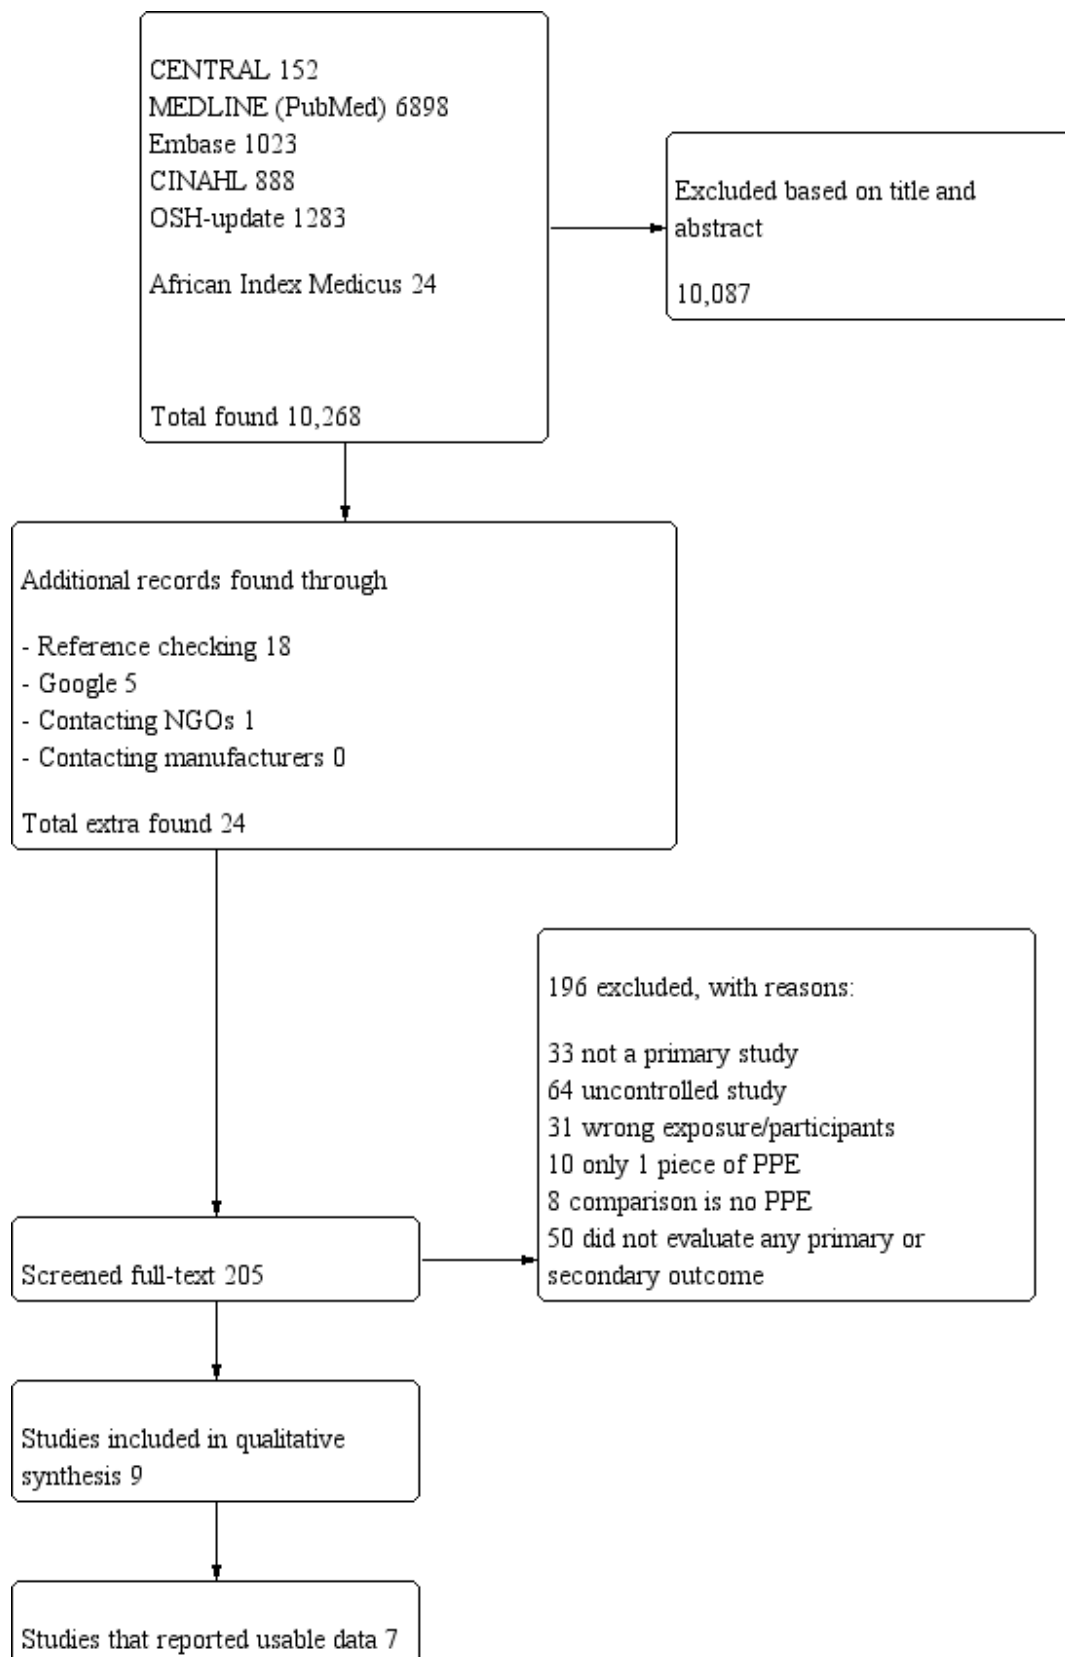 CENTRAL 152
MEDLINE (PubMed) 6898
Embase 1023
CINAHL 888
OSH-update 1283
African Index Medicus 24
Total found 10,268
Excluded based on title and
abstract
10,087
Additional records found through
- Reference checking 18
- Google 5
- Contacting NGOs 1
- Contacting manufacturers 0
Total extra found 24
196 excluded, with reasons:
33 not a primary study
64 uncontrolled study
31 wrong exposure/participants
10 only 1 piece of PPE
8 comparison is no PPE
50 did not evaluate any primary or
secondary outcome
Screened full-text 205
Studies included in qualitative
synthesis 9
Studies that reported usable data 7